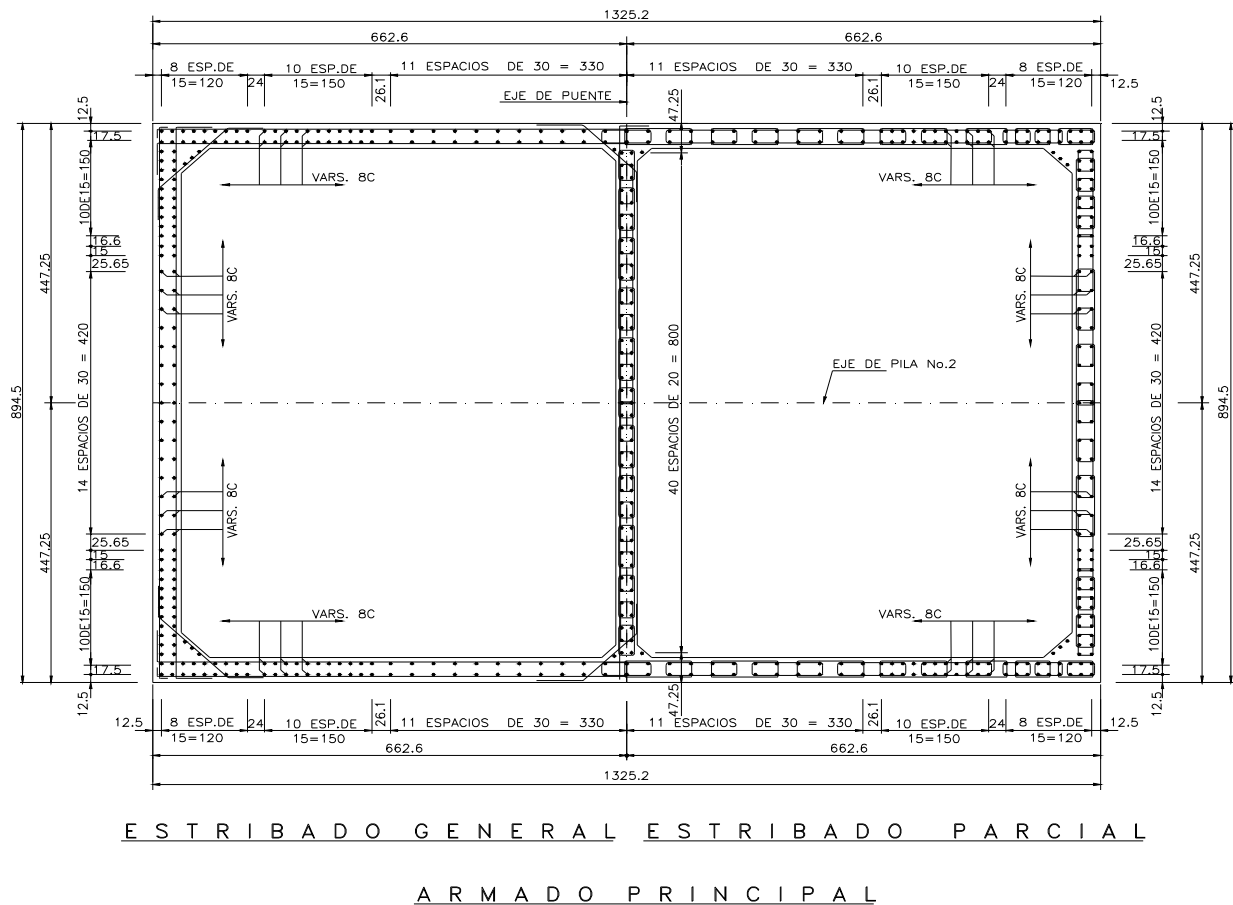 1325.2
662.6 662.6
8 ESP.DE 10 ESP.DE 11 ESPACIOS DE 30 = 330 11 ESPACIOS DE 30 = 330 10 ESP.DE 8 ESP.DE
15=120 24 15=150 26.1 26.1 15=150 24 15=120
12.5 EJE DE PUENTE 47.25 12.5 12.5
17.5 17.5
10DE15=150 10DE15=150
VARS. 8C VARS. 8C
16.6 16.6
15 15
25.65 25.65
447.25 447.25
VARS. 8C VARS. 8C
EJE DE PILA No.2
894.5 14 ESPACIOS DE 30 = 420 40 ESPACIOS DE 20 = 800 14 ESPACIOS DE 30 = 420 894.5
VARS. 8C VARS. 8C
25.65 25.65
15 15
16.6 16.6
447.25 447.25
10DE15=150 10DE15=150
VARS. 8C VARS. 8C
17.5 17.5
12.5 47.25 12.5
12.5 8 ESP.DE 24 10 ESP.DE 26.1 11 ESPACIOS DE 30 = 330 11 ESPACIOS DE 30 = 330 26.1 10 ESP.DE 24 8 ESP.DE 12.5
15=120 15=150 15=150 15=120
662.6 662.6
1325.2
ESTRIBADO GENERAL ESTRIBADO PARCIAL
ARMADO PRINCIPAL